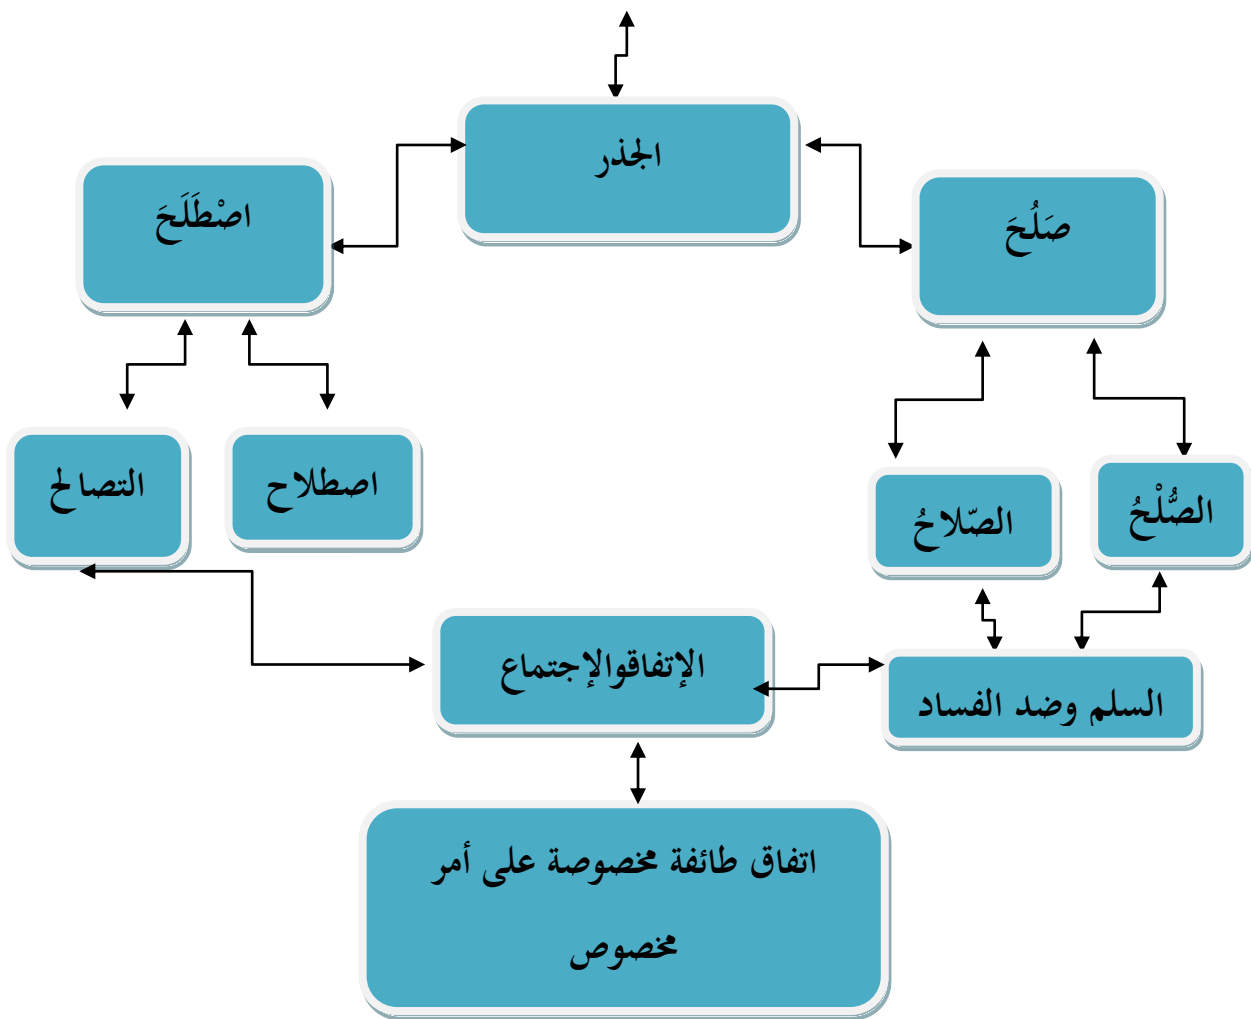 الجذر
صَلُحَ
اصْطَلَحَ
الصُّلْحُ
الصّلاحُ
اصطلاح
التصالح
السلم وضد الفساد
الإتفاقوالإجتماع
اتفاق طائفة مخصوصة على أمر
مخصوص